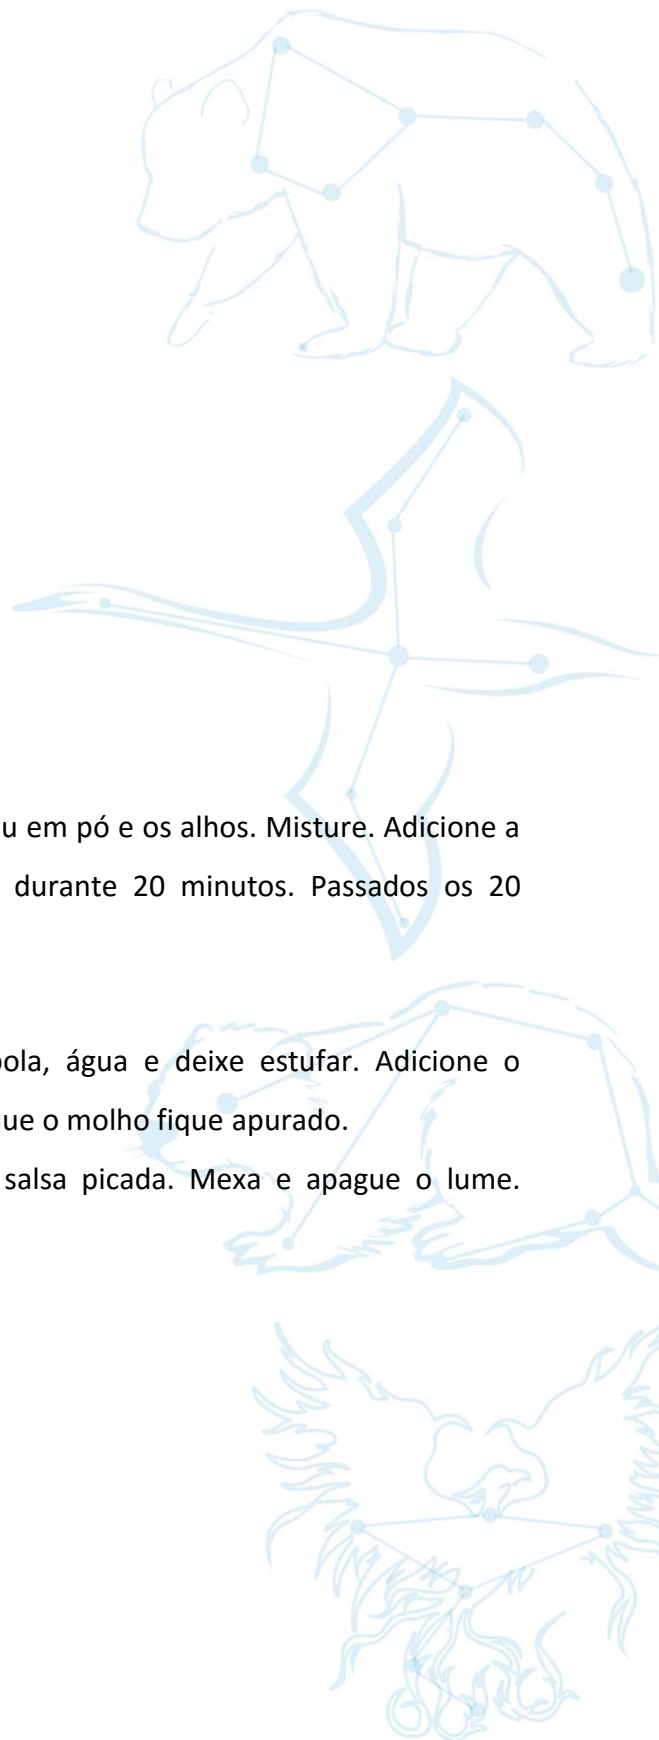 u em pó e os alhos. Misture. Adicione a
durante 20 minutos. Passados os 20
ola, água e deixe estufar. Adicione o
ue o molho fique apurado.
salsa picada. Mexa e apague o lume.